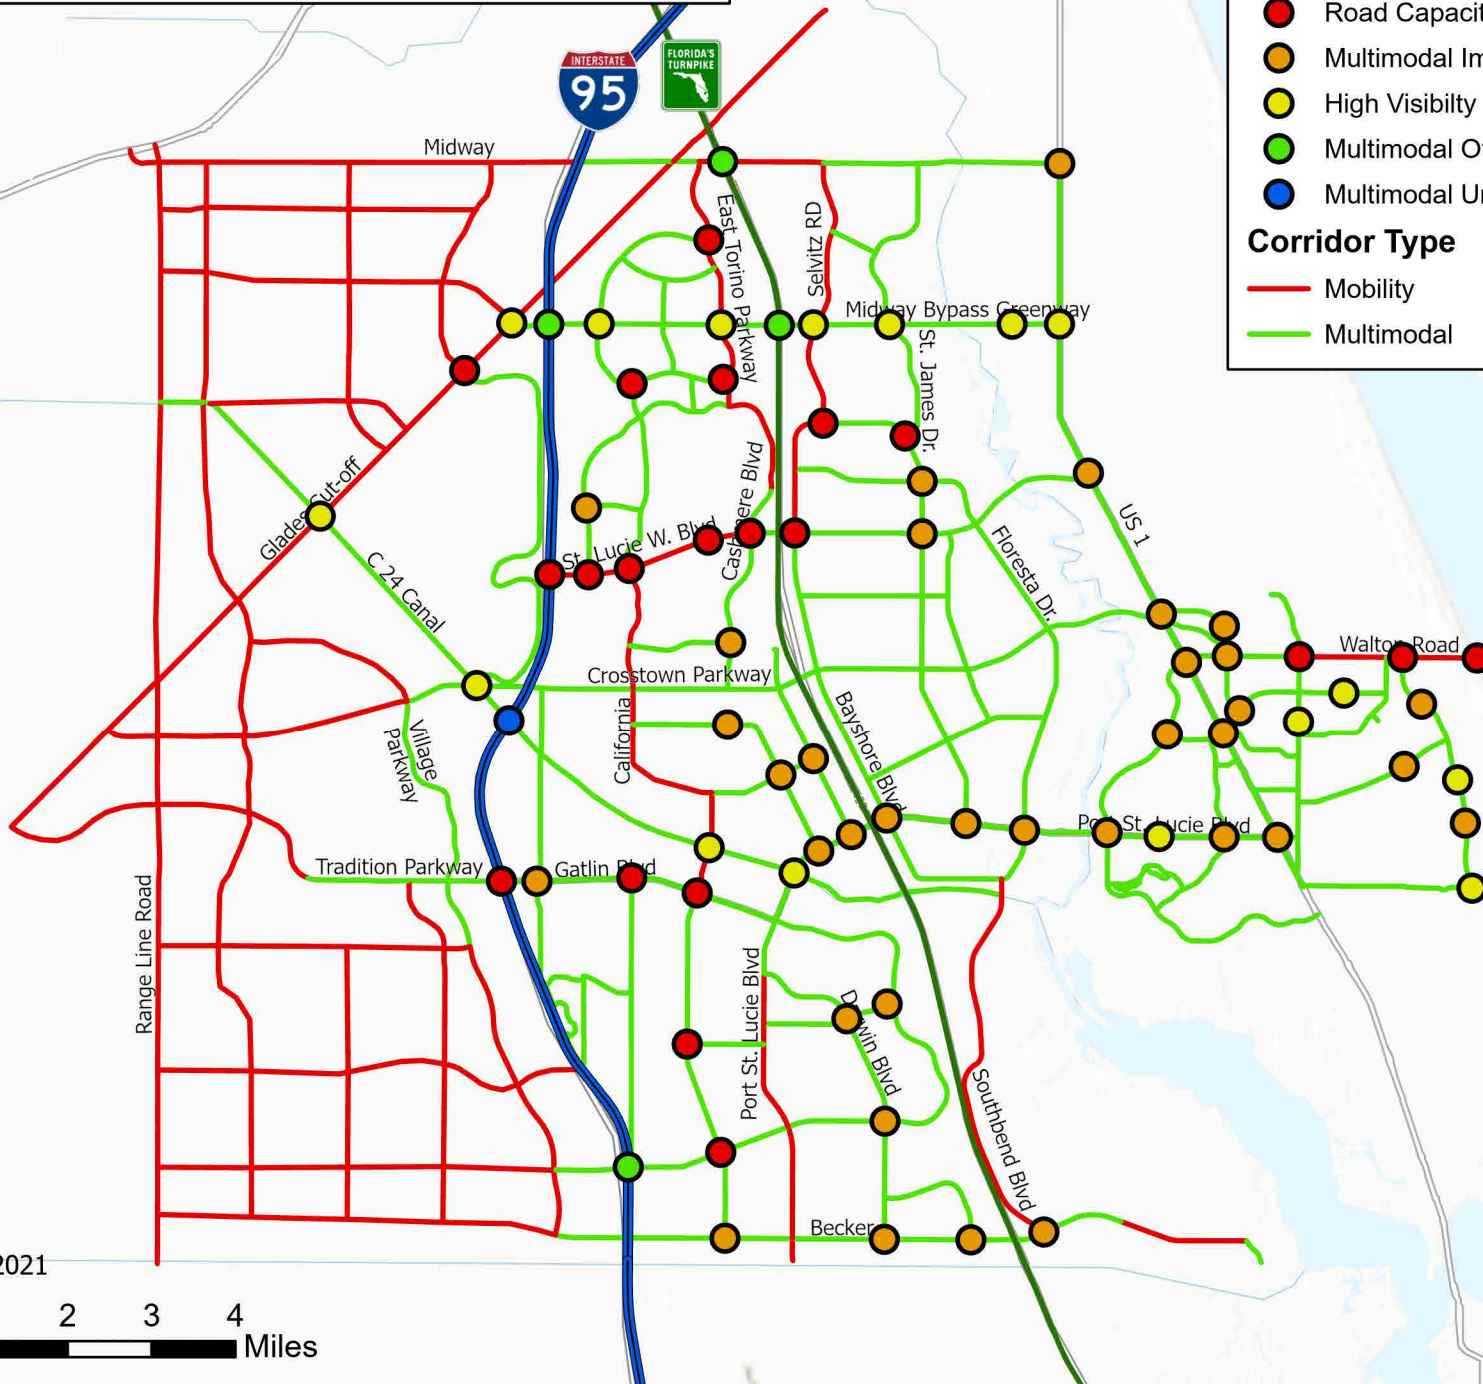 Road Capacit
Multimodal Im
High Visibilty
Multimodal O
Multimodal Un
Corridor Type
Mobility
Multimodal
INTERSTATE
95
FLORIDA'S
TURNPIKE
Midway
East Torino Parkway
Selvitz RD
Midway Bypass Greenway
St. James Dr.
Glades Cut-off
C 24 Canal
St. Lucie W. Blvd
Cashmere Blvd
Floresta Dr.
US 1
Walton Road
Crosstown Parkway
California
Village
Parkway
Bayshore Blvd
Port St. Lucie Blvd
Tradition Parkway
Gatlin Blvd
Range Line Road
Port St. Lucie Blvd
Darwin Blvd
Southbend Blvd
Becker
2021
2 3 4
Miles